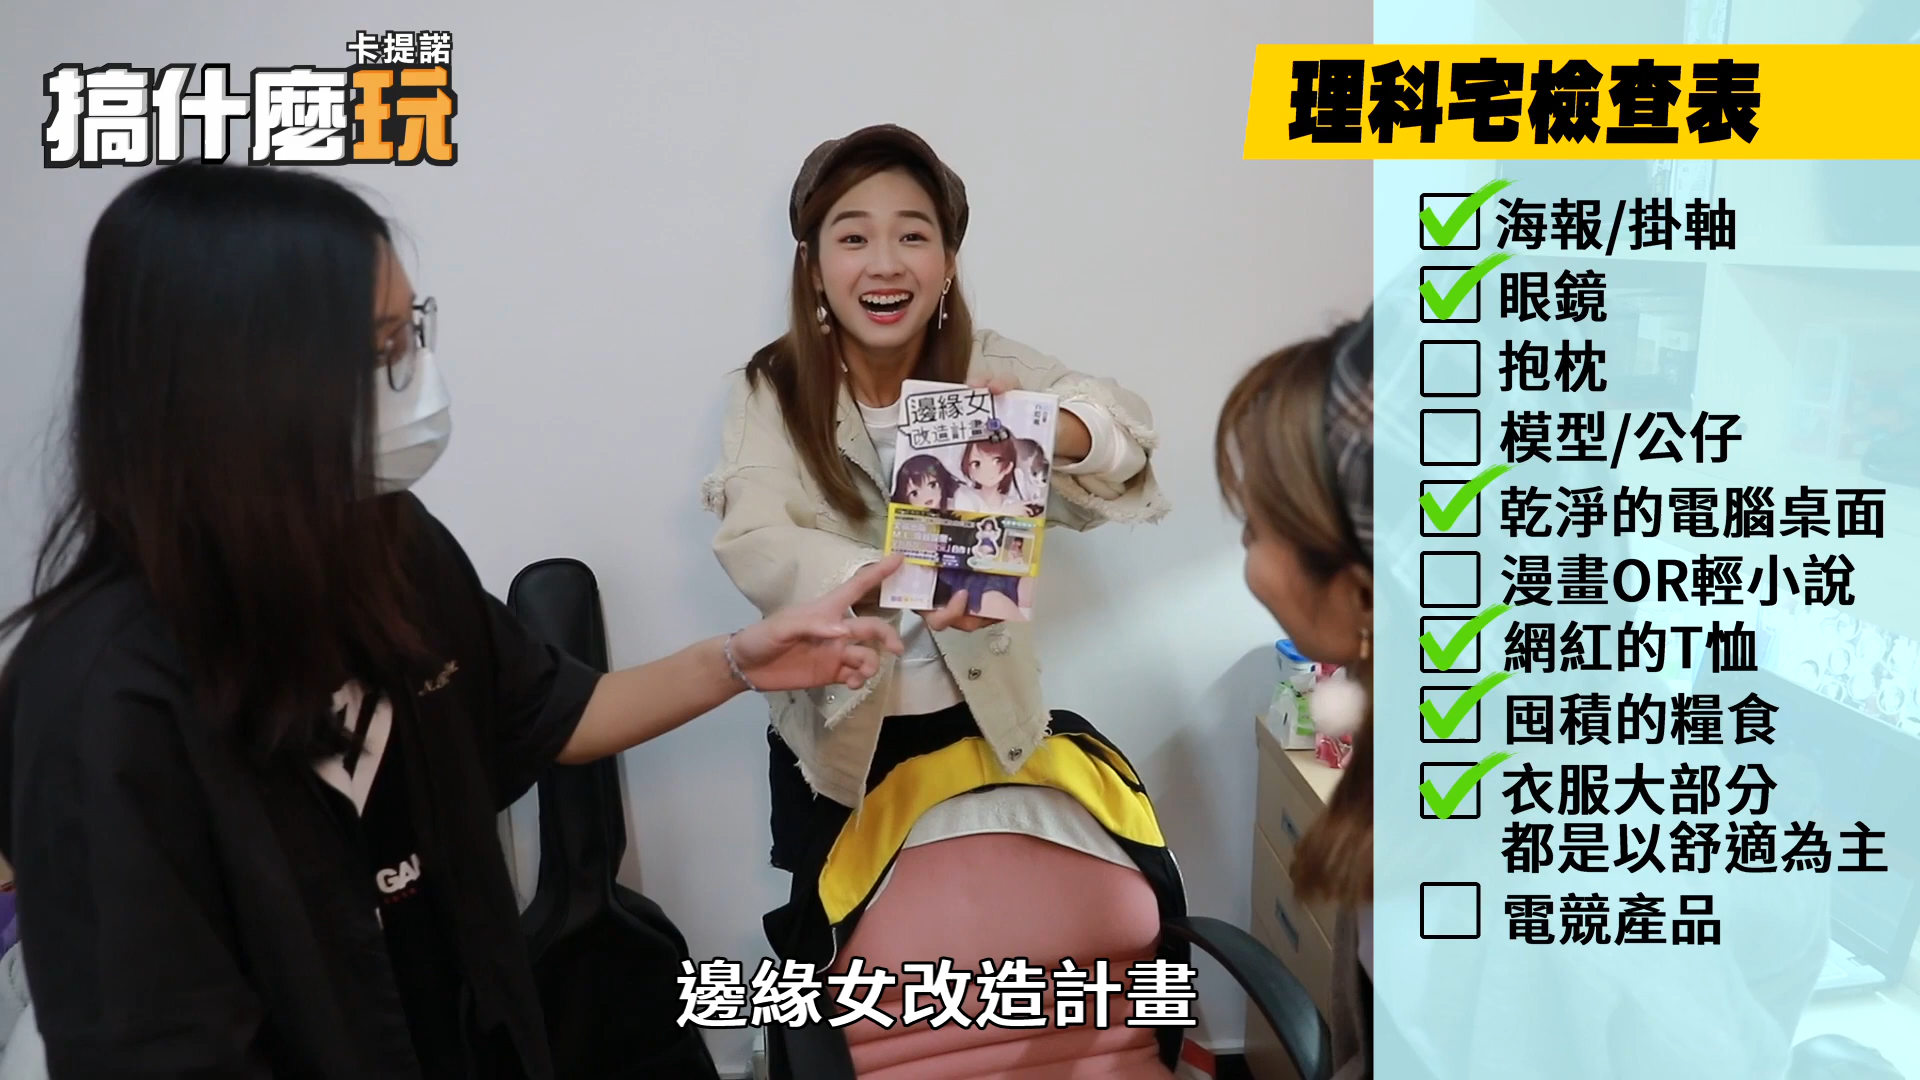 卡提諾
搞什麼玩
理科宅檢查表
海報/掛軸
眼鏡
抱枕
模型/公仔
乾淨的電腦桌面
漫畫OR輕小說
網紅的T恤
囤積的糧食
衣服大部分
都是以舒適為主
電競產品
邊緣女
改造計畫
GA
邊緣女改造計畫